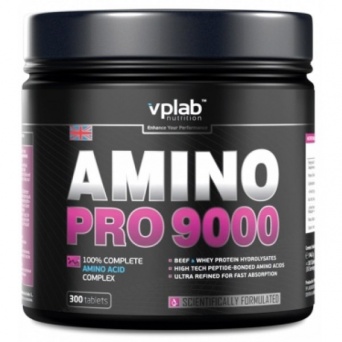 vplab™
nutrition
Enhance Your Performance
AMINO
PRO 9000
100% COMPLETE
AMINO ACID
COMPLEX
BEEF & WHEY PROTEIN HYDROLYSATES
HIGH TECH PEPTIDE-BONDED AMINO ACIDS
ULTRA REFINED FOR FAST ABSORPTION
300 tablets
SCIENTIFICALLY FORMULATED